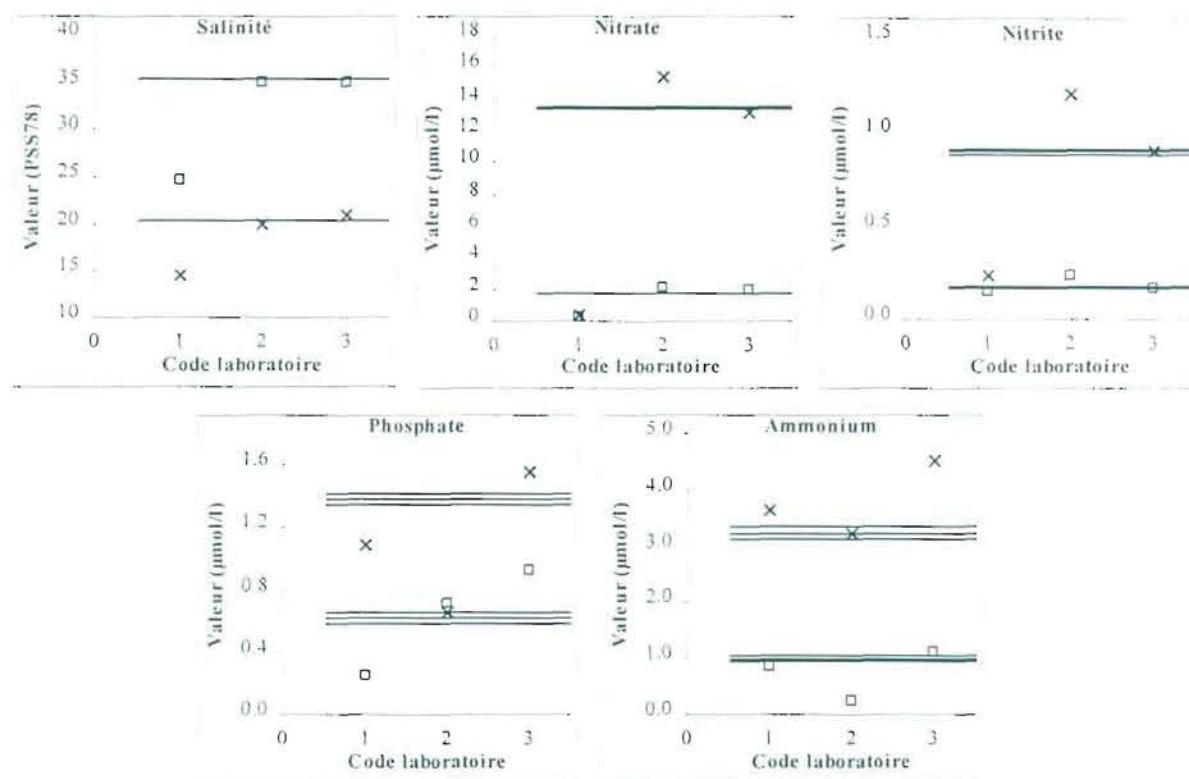 Salinité
40
35
30
25
20
15
10
Valeur (PSS78)
0 1 2 3
Code laboratoire
Nitrate
18
16
14
12
10
8
6
4
2
0
Valeur (µmol/l)
0 1 2 3
Code laboratoire
Nitrite
1.5
1.0
0.5
0.0
Valeur (µmol/l)
0 1 2 3
Code laboratoire
Phosphate
1.6
1.2
0.8
0.4
0.0
Valeur (µmol/l)
0 1 2 3
Code laboratoire
Ammonium
5.0
4.0
3.0
2.0
1.0
0.0
Valeur (µmol/l)
0 1 2 3
Code laboratoire